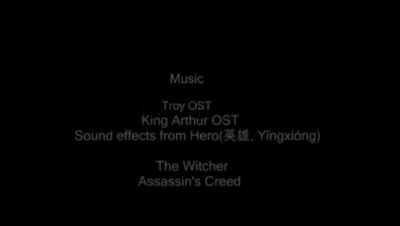 Music
Troy OST
King Arthur OST
Sound effects from Hero(英雄, Yīngxióng)
The Witcher
Assassin's Creed